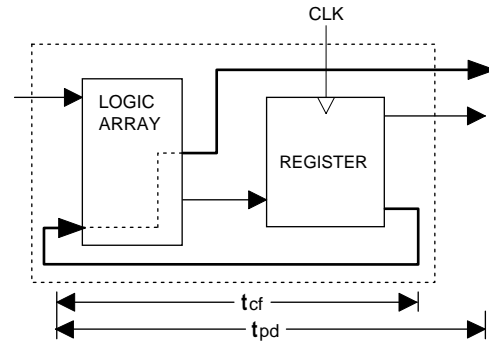 CLK
LOGIC
ARRAY
REGISTER
tcf
tpd